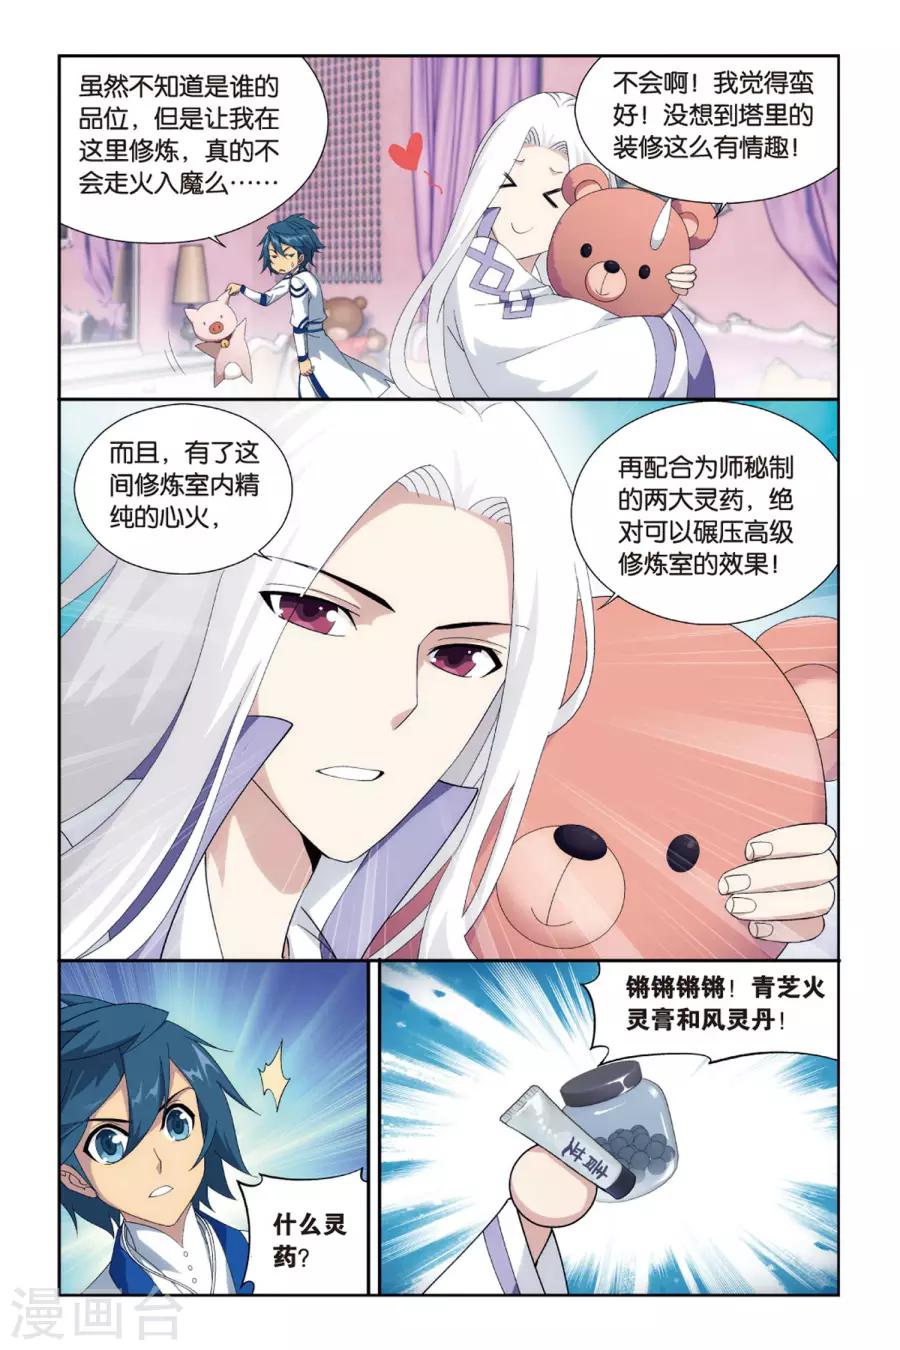 虽然不知道是谁的
品位，但是让我在
这里修炼，真的不
会走火入魔么……
不会啊！我觉得蛮
好！没想到塔里的
装修这么有情趣！
而且，有了这
间修炼室内精
纯的心火，
再配合为师秘制
的两大灵药，绝
对可以碾压高级
修炼室的效果！
什么灵
药？
锵锵锵锵！青芝火
灵膏和风灵丹！
青芝
漫画台